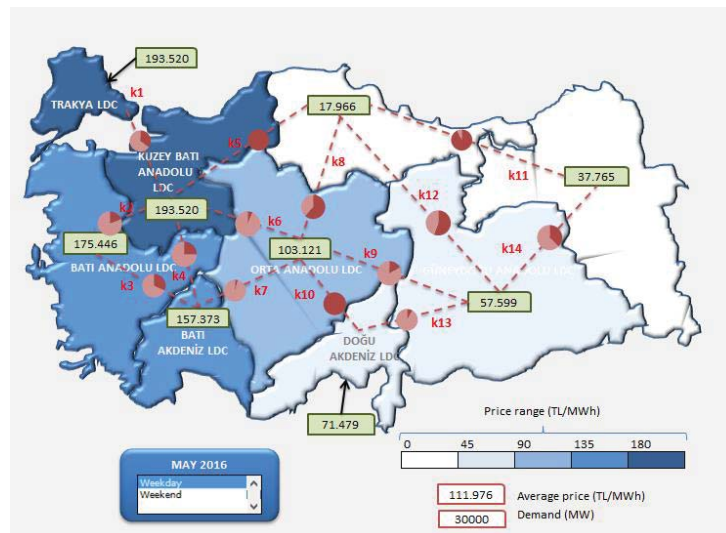 193.520
k1
TRAKYA LDC
17.966
k5
KUZEY BATI
ANADOLU
LDC
k8
k11
37.765
k12
193.520
k6
175.446
103.121
k14
BATI ANADOLU LDC
ORTA ANADOLU LDC
k9
ANADOLU LDC
k3
k4
k7
k10
57.599
157.373
k13
BATI
AKDENİZ LDC
DOĞU
AKDENİZ LDC
71.479
Price range (TL/MWh)
0 45 90 135 180
MAY 2016
Weekday
Weekend
111.976 Average price (TL/MWh)
30000 Demand (MW)